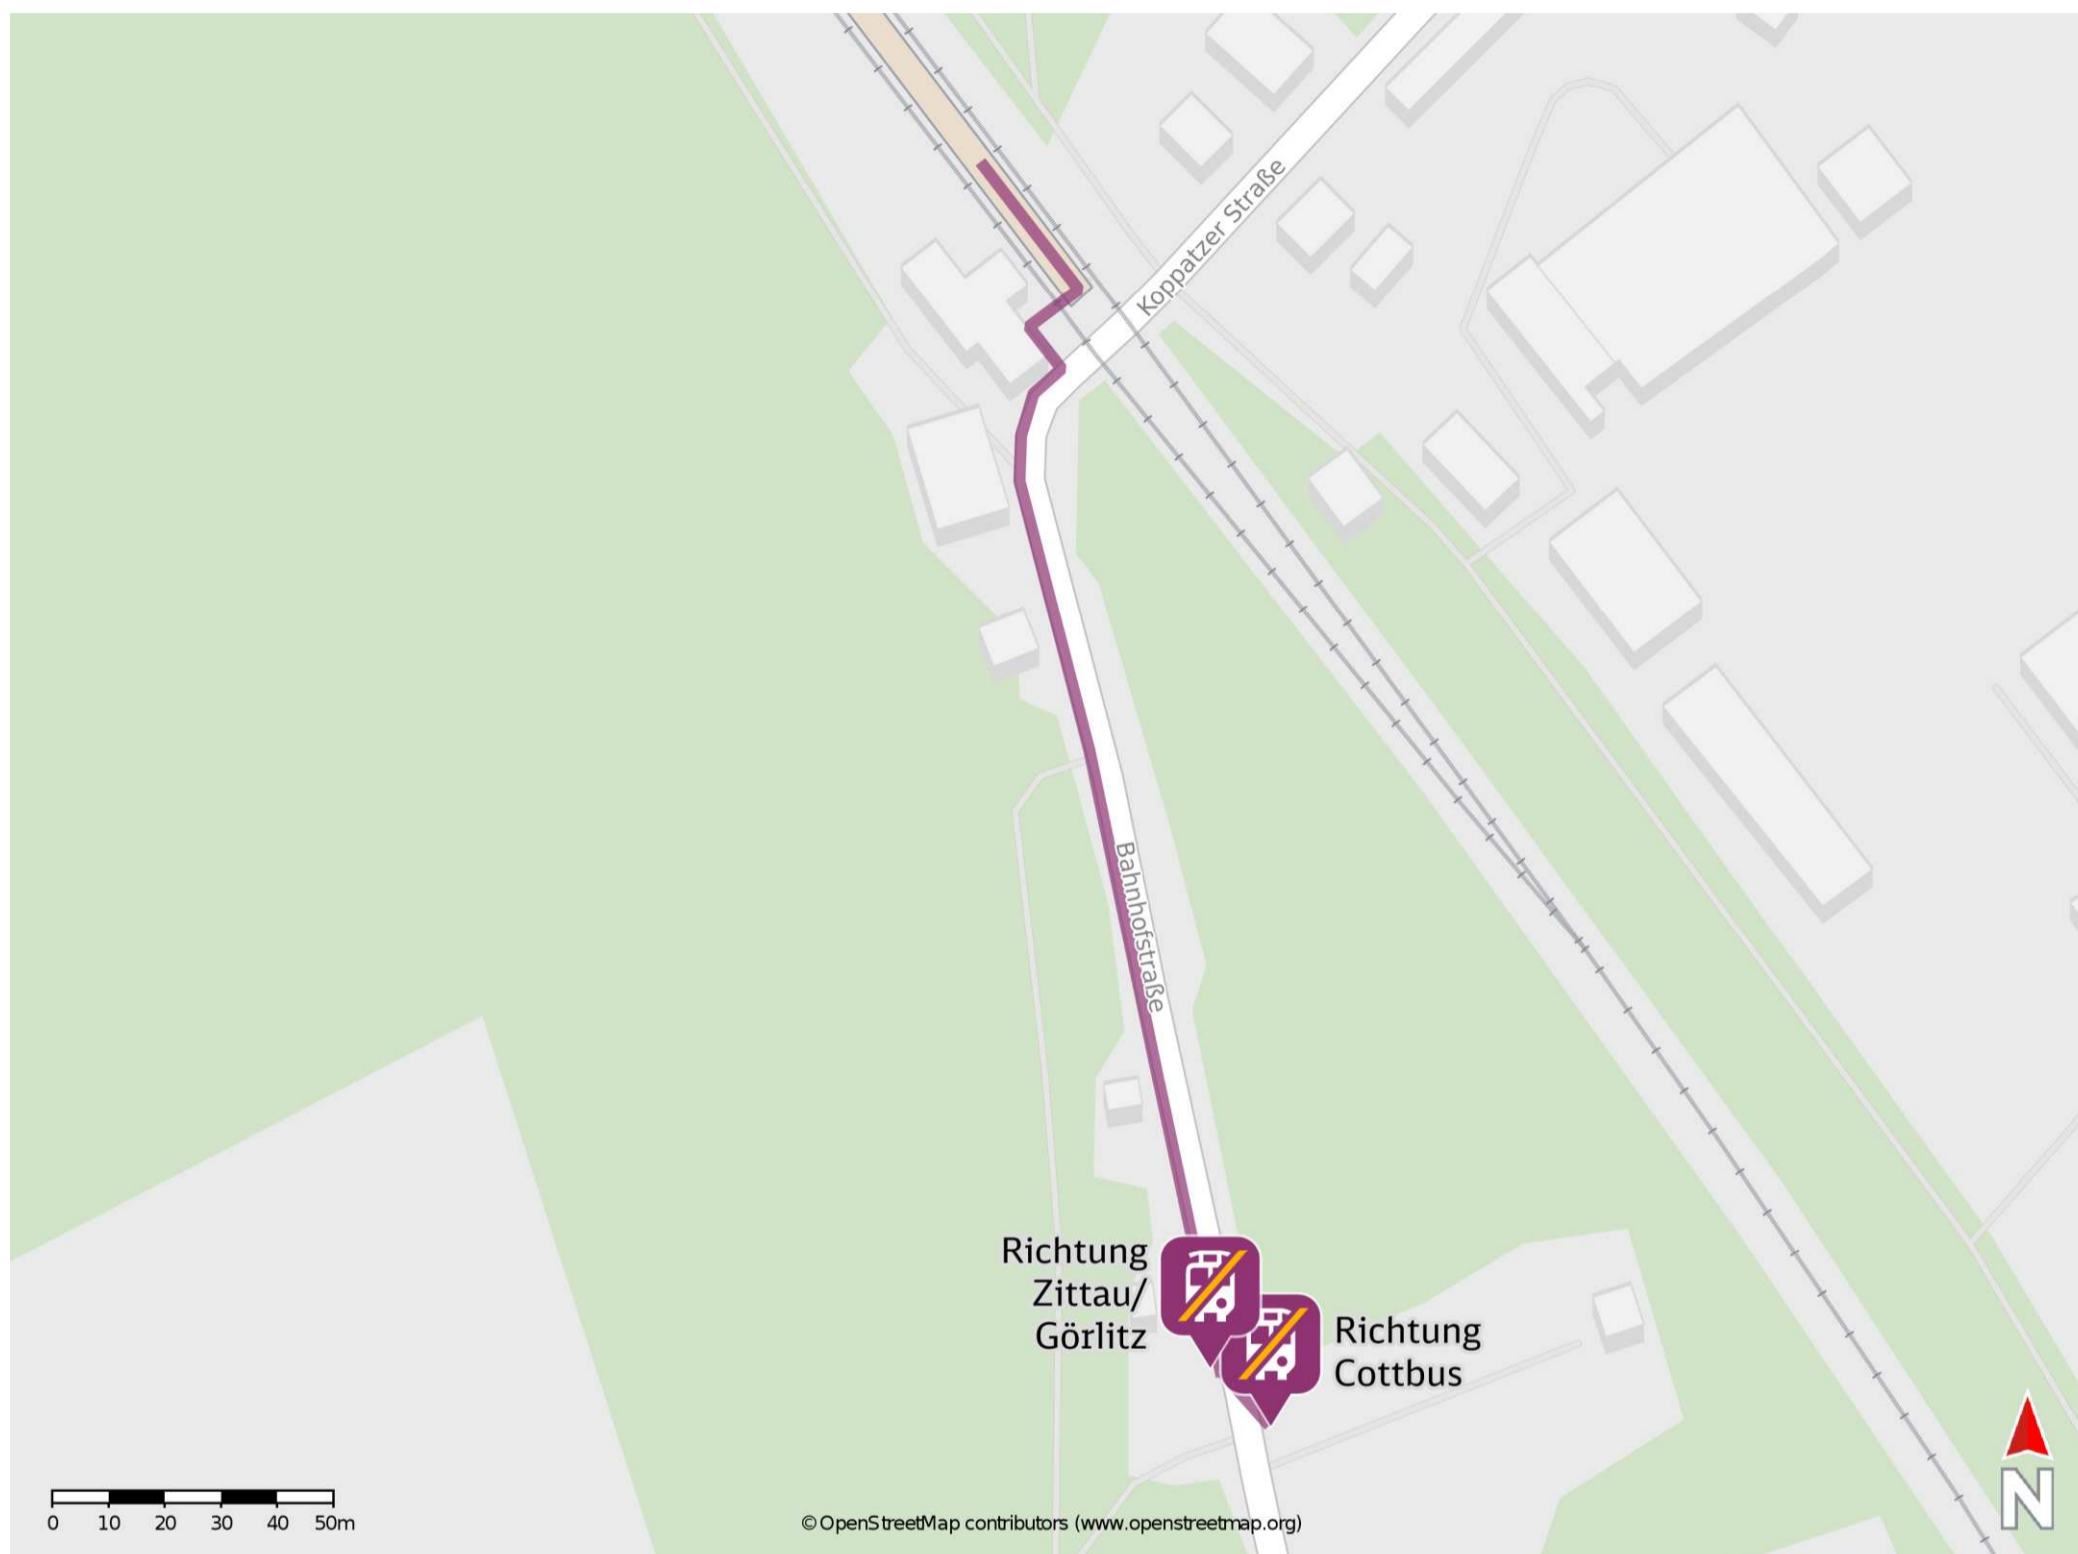 Koppatzer Straße
Bahnhofstraße
Richtung
Zittau/
Görlitz
Richtung
Cottbus
N
0 10 20 30 40 50m
© OpenStreetMap contributors (www.openstreetmap.org)